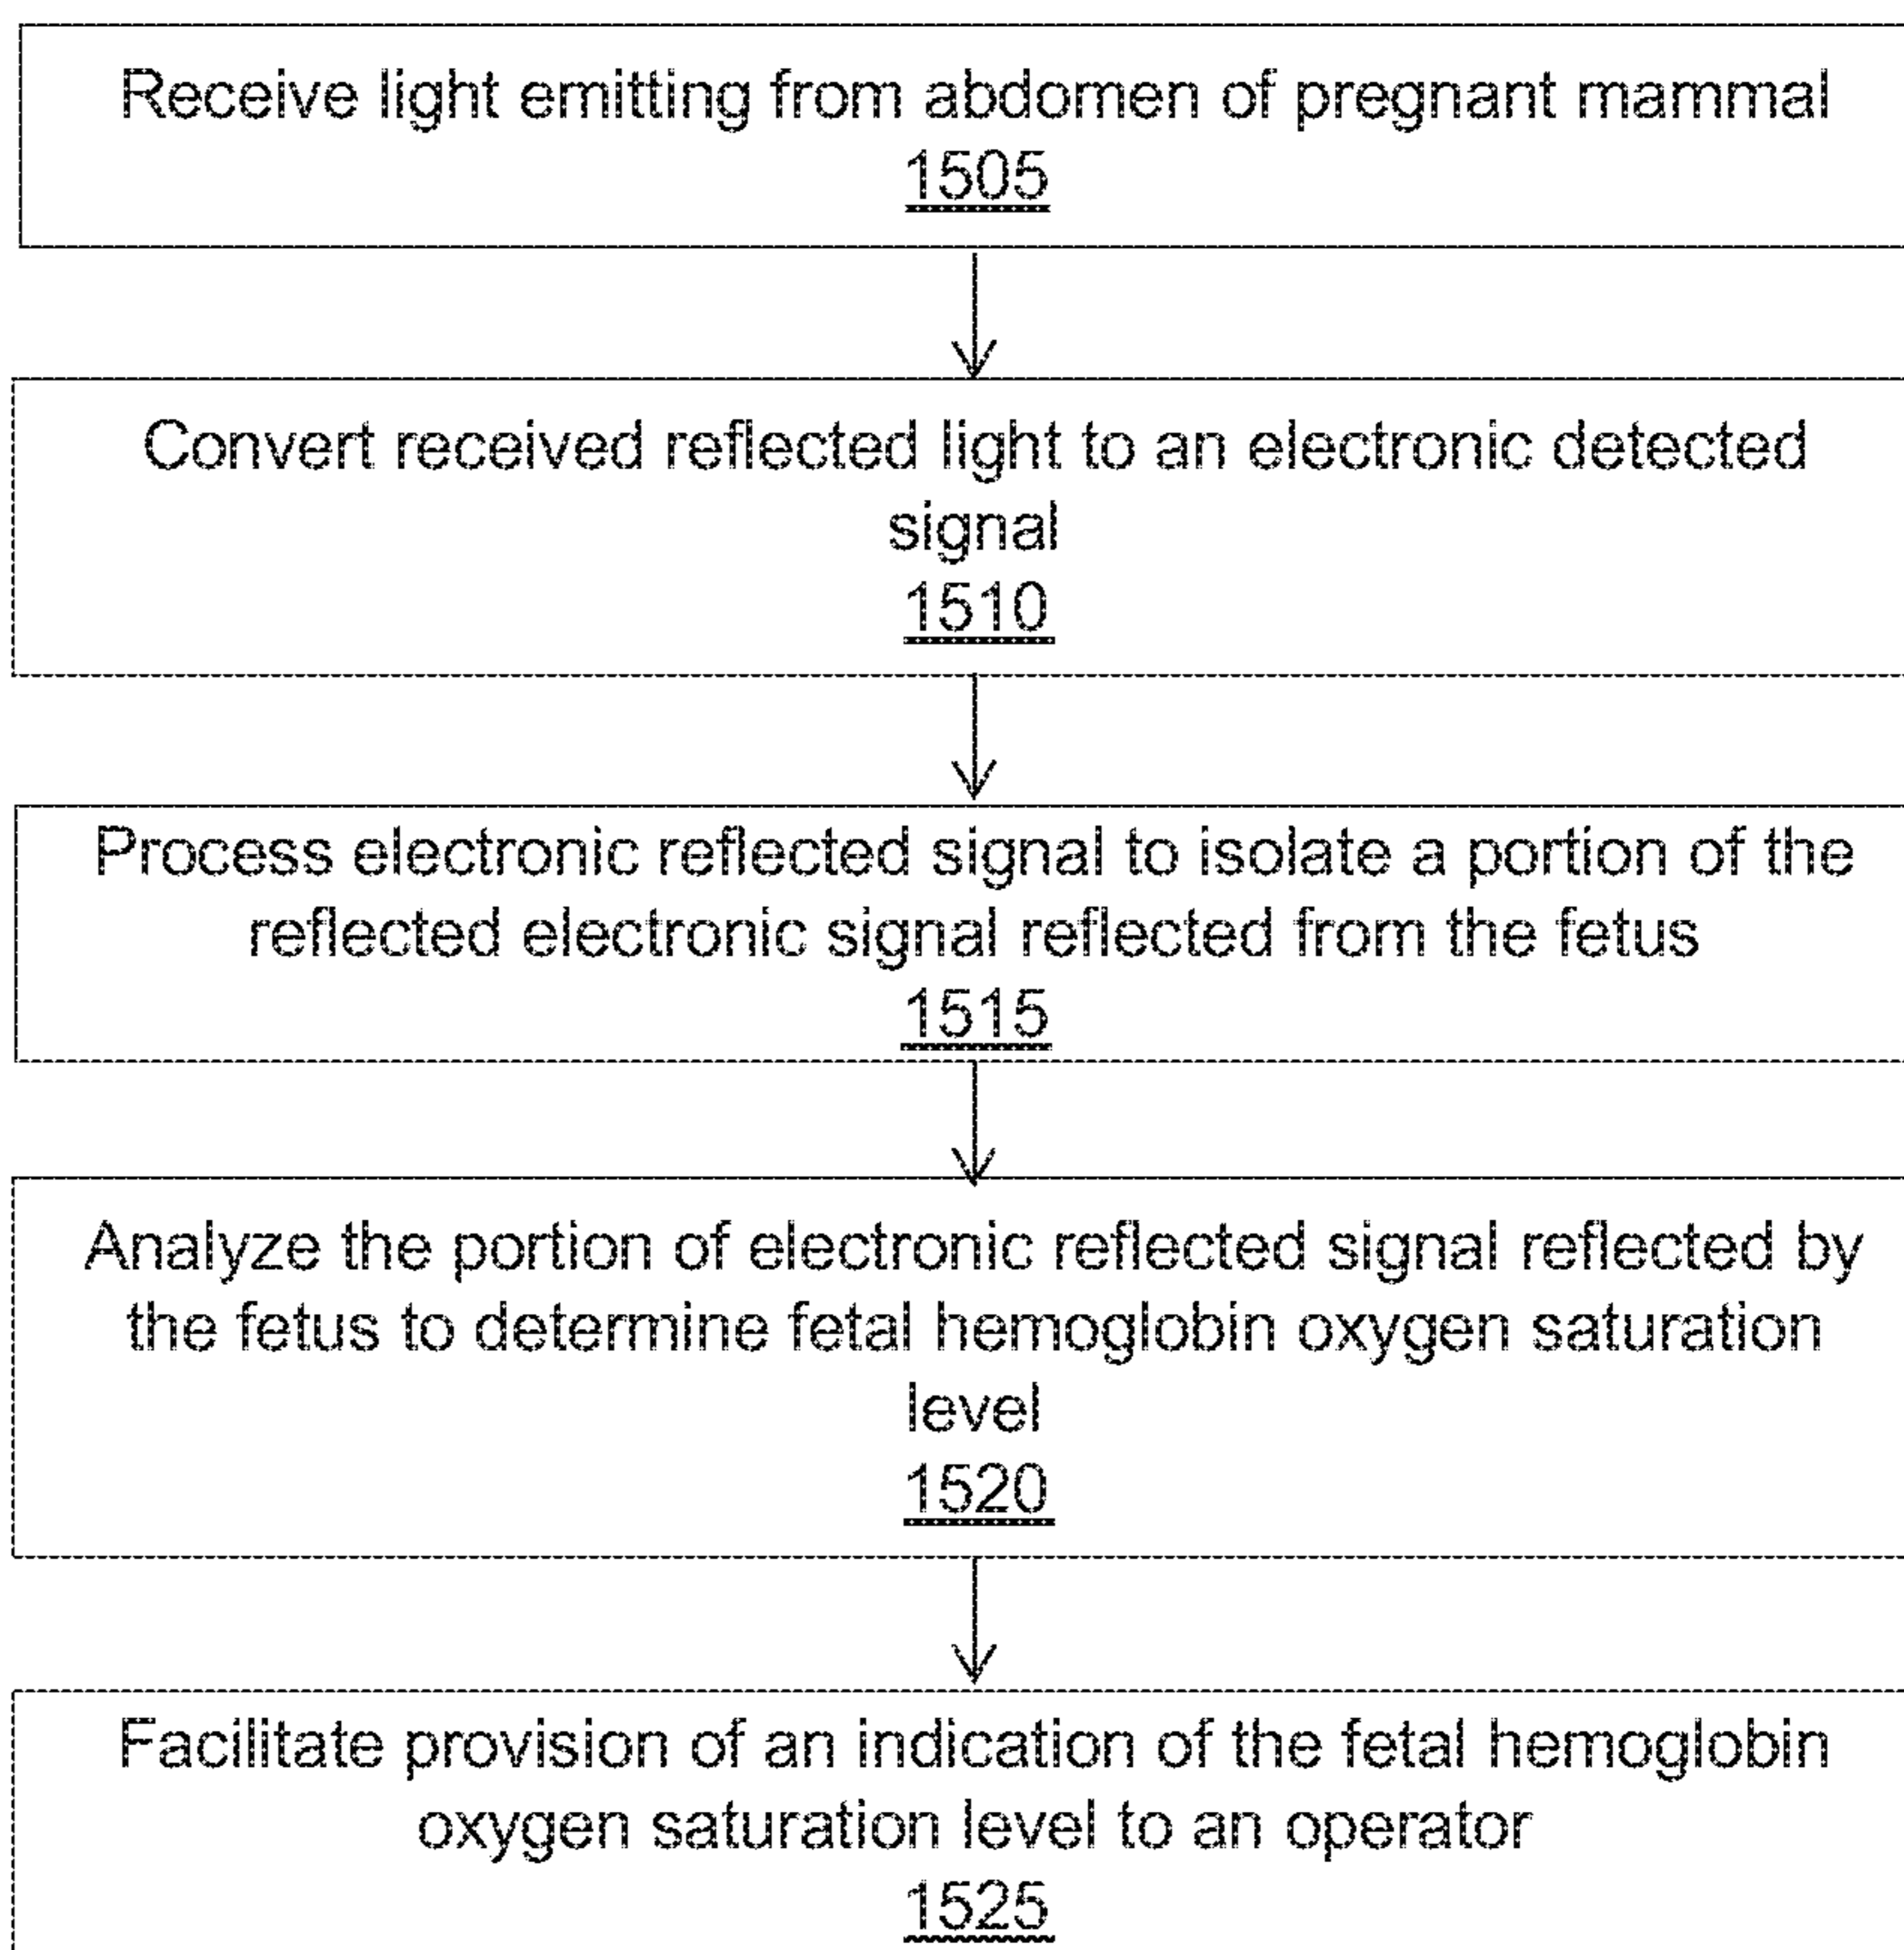 Receive light emitting from abdomen of pregnant mammal
1505
Convert received reflected light to an electronic detected
signal
1510
Process electronic reflected signal to isolate a portion of the
reflected electronic signal reflected from the fetus
1515
Analyze the portion of electronic reflected signal reflected by
the fetus to determine fetal hemoglobin oxygen saturation
level
1520
Facilitate provision of an indication of the fetal hemoglobin
oxygen saturation level to an operator
1525